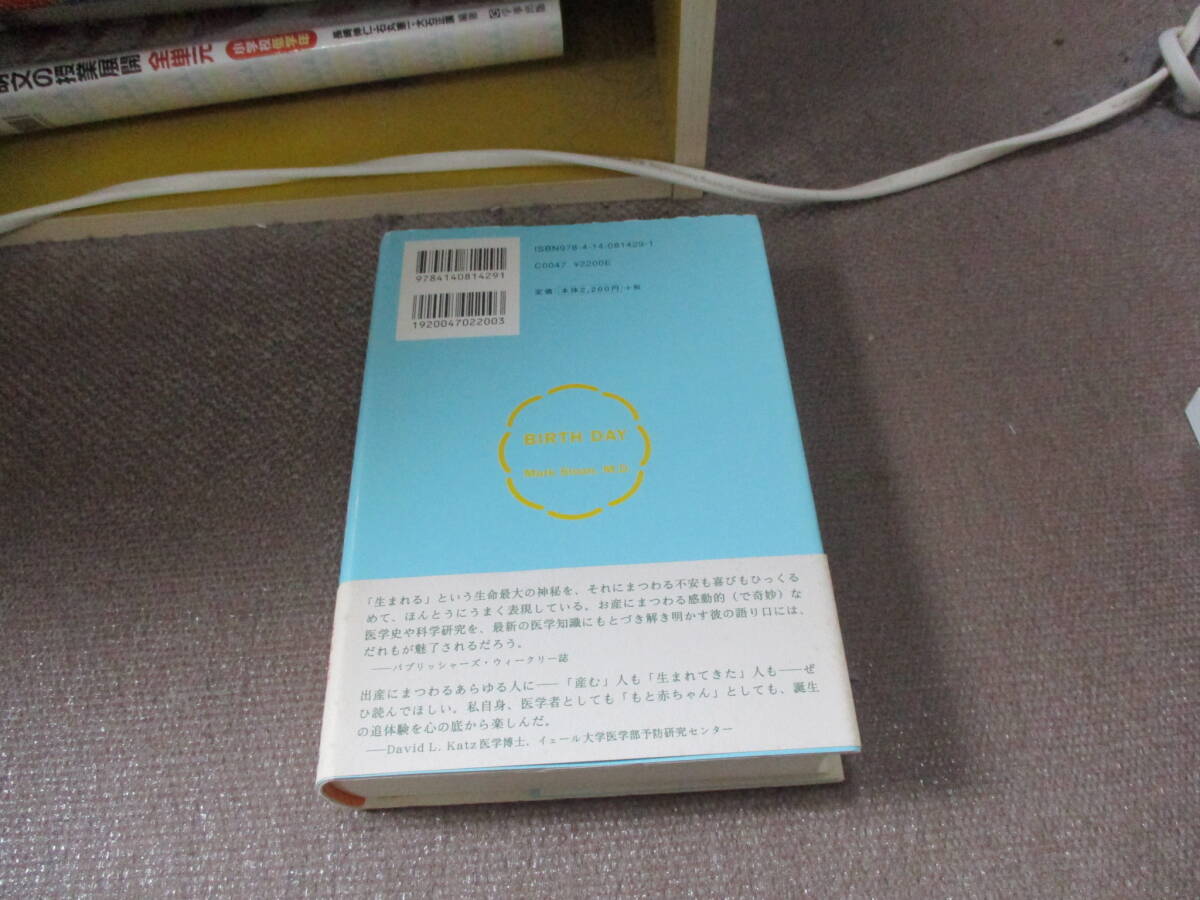 文の授業展開 全単元 小学校低学年
ISBN978-4-14-081429-1
C0047 ¥2200E
定価 本体2,200円 +税
9784140814291
1920047022003
BIRTH DAY
Mark Sloan, M.D.
「生まれる」という生命最大の神秘を、それにまつわる不安も喜びもひっくる
めて、ほんとうにうまく表現している。お産にまつわる感動的(で奇妙)な
医学史や科学研究を、最新の医学知識にもとづき解き明かす彼の語り口には、
だれもが魅了されるだろう。
——パブリッシャーズ・ウィークリー誌
出産にまつわるあらゆる人に——「産む」人も「生まれてきた」人も——ぜ
ひ読んでほしい。私自身、医学者としても「もと赤ちゃん」としても、誕生
の追体験を心の底から楽しんだ。
——David L. Katz医学博士、イェール大学医学部予防研究センター